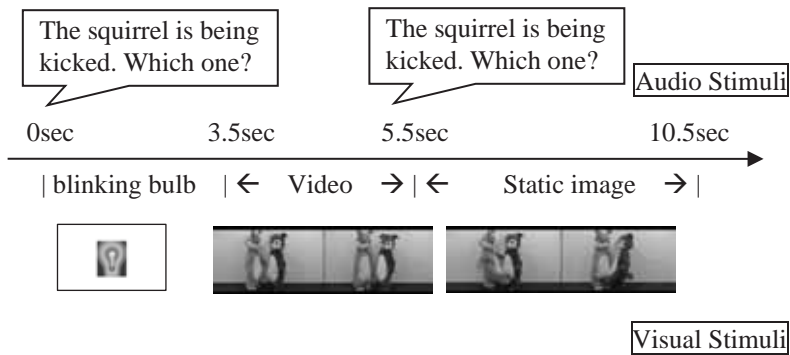 The squirrel is being
kicked. Which one?
The squirrel is being
kicked. Which one?
Audio Stimuli
0sec 3.5sec 5.5sec 10.5sec
| blinking bulb | ← Video → | ← Static image → |
Visual Stimuli